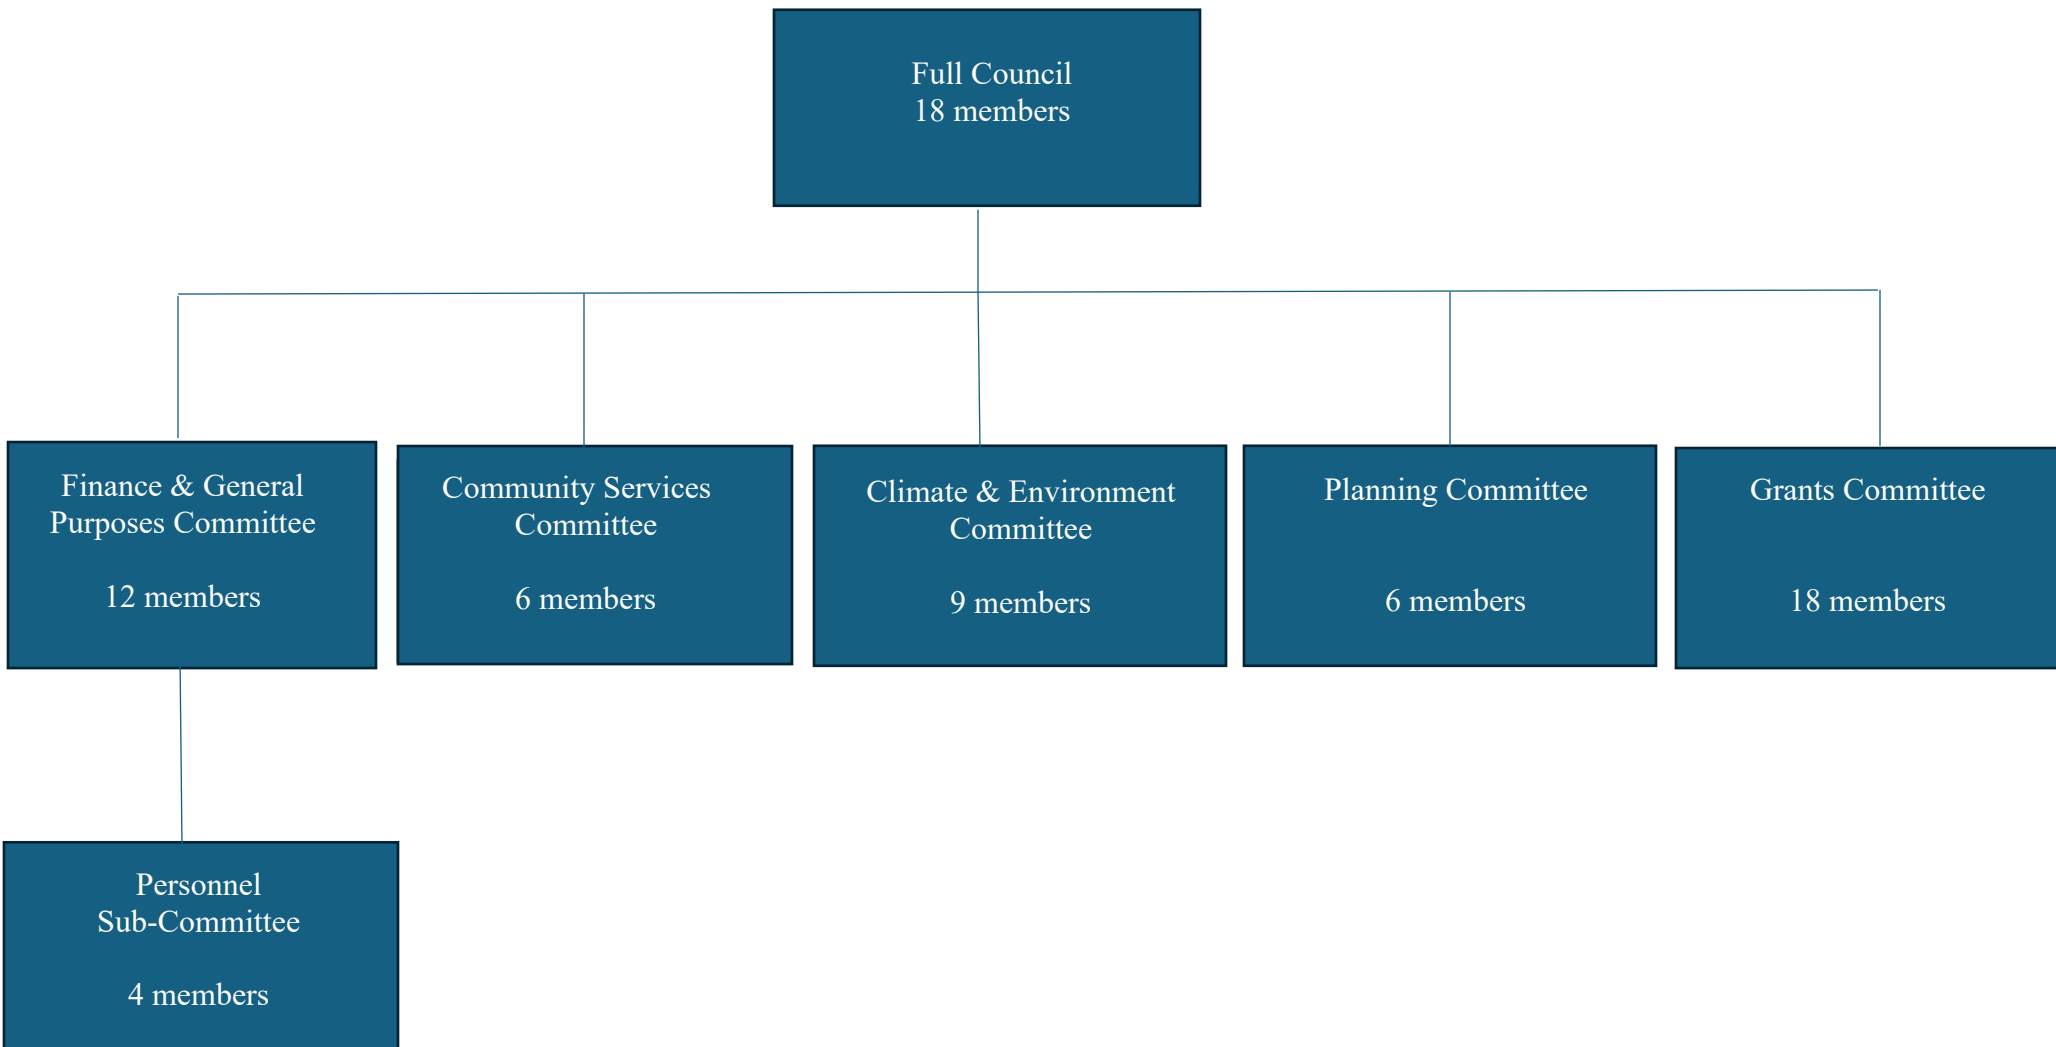 Full Council
18 members
Finance & General
Purposes Committee
12 members
Community Services
Committee
6 members
Climate & Environment
Committee
9 members
Planning Committee
6 members
Grants Committee
18 members
Personnel
Sub-Committee
4 members